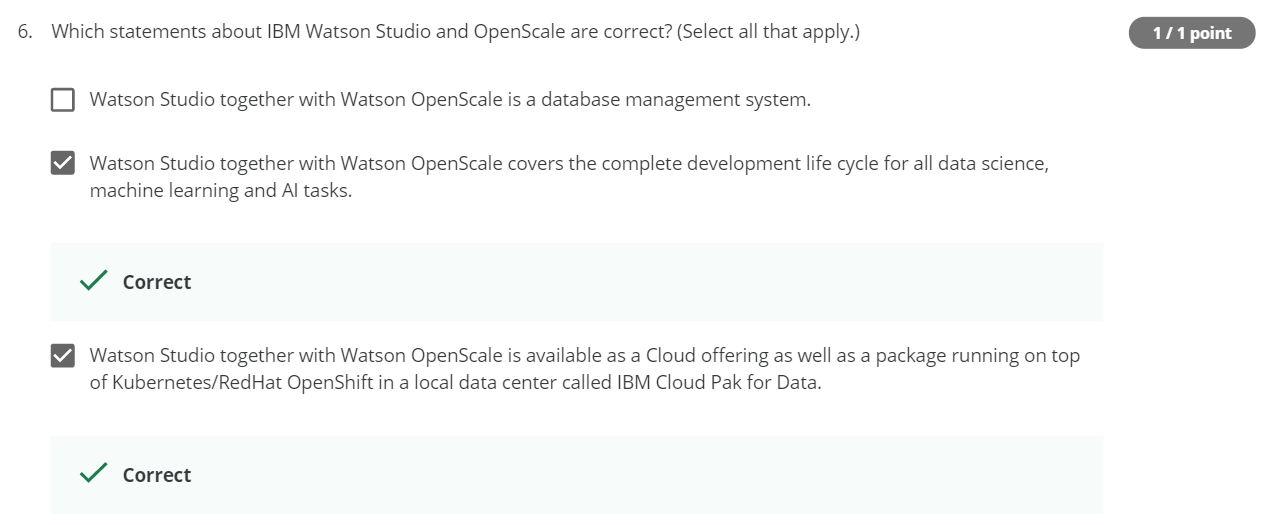 6. Which statements about IBM Watson Studio and OpenScale are correct? (Select all that apply.)
1 / 1 point
Watson Studio together with Watson OpenScale is a database management system.
Watson Studio together with Watson OpenScale covers the complete development life cycle for all data science,
machine learning and AI tasks.
Correct
Watson Studio together with Watson OpenScale is available as a Cloud offering as well as a package running on top
of Kubernetes/RedHat OpenShift in a local data center called IBM Cloud Pak for Data.
Correct